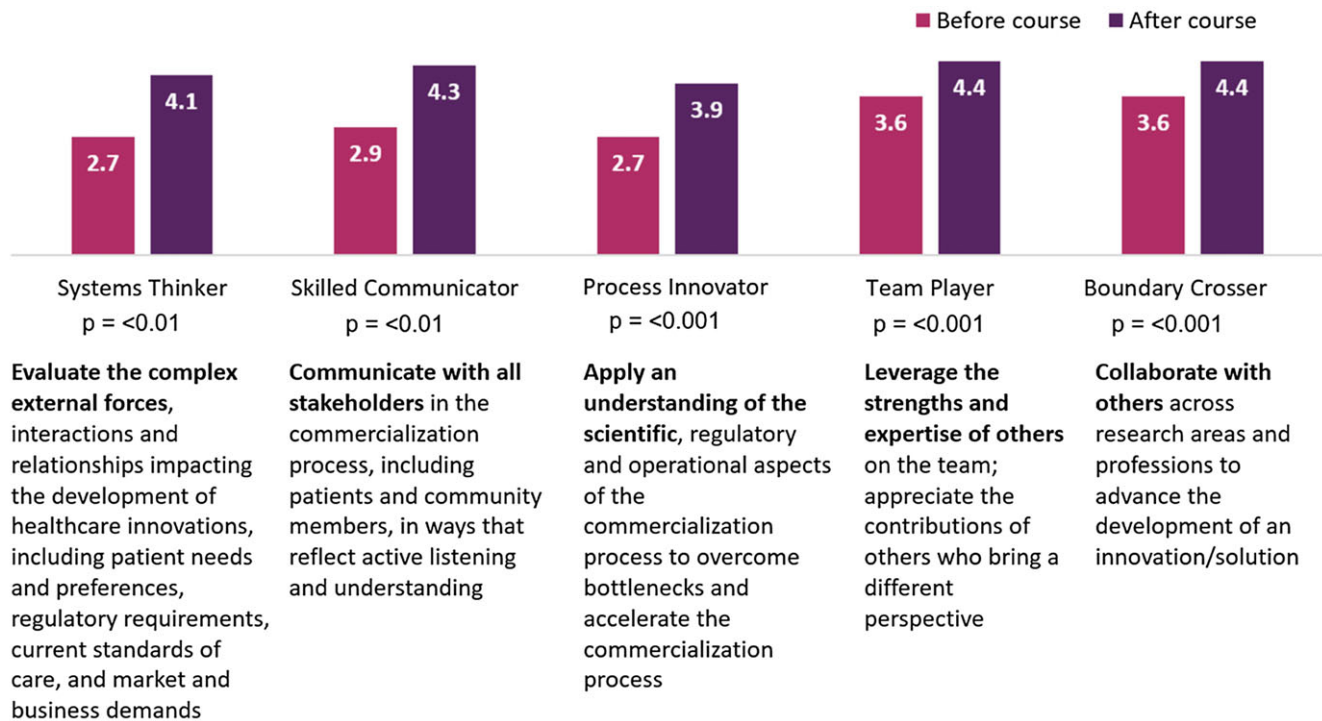 Before course
After course
2.7
4.1
2.9
4.3
2.7
3.9
3.6
4.4
3.6
4.4
Systems Thinker
p = <0.01
Skilled Communicator
p = <0.01
Process Innovator
p = <0.001
Team Player
p = <0.001
Boundary Crosser
p = <0.001
Evaluate the complex
external forces,
interactions and
relationships impacting
the development of
healthcare innovations,
including patient needs
and preferences,
regulatory requirements,
current standards of
care, and market and
business demands
Communicate with all
stakeholders in the
commercialization
process, including
patients and community
members, in ways that
reflect active listening
and understanding
Apply an
understanding of the
scientific, regulatory
and operational aspects
of the
commercialization
process to overcome
bottlenecks and
accelerate the
commercialization
process
Leverage the
strengths and
expertise of others
on the team;
appreciate the
contributions of
others who bring a
different
perspective
Collaborate with
others across
research areas and
professions to
advance the
development of an
innovation/solution